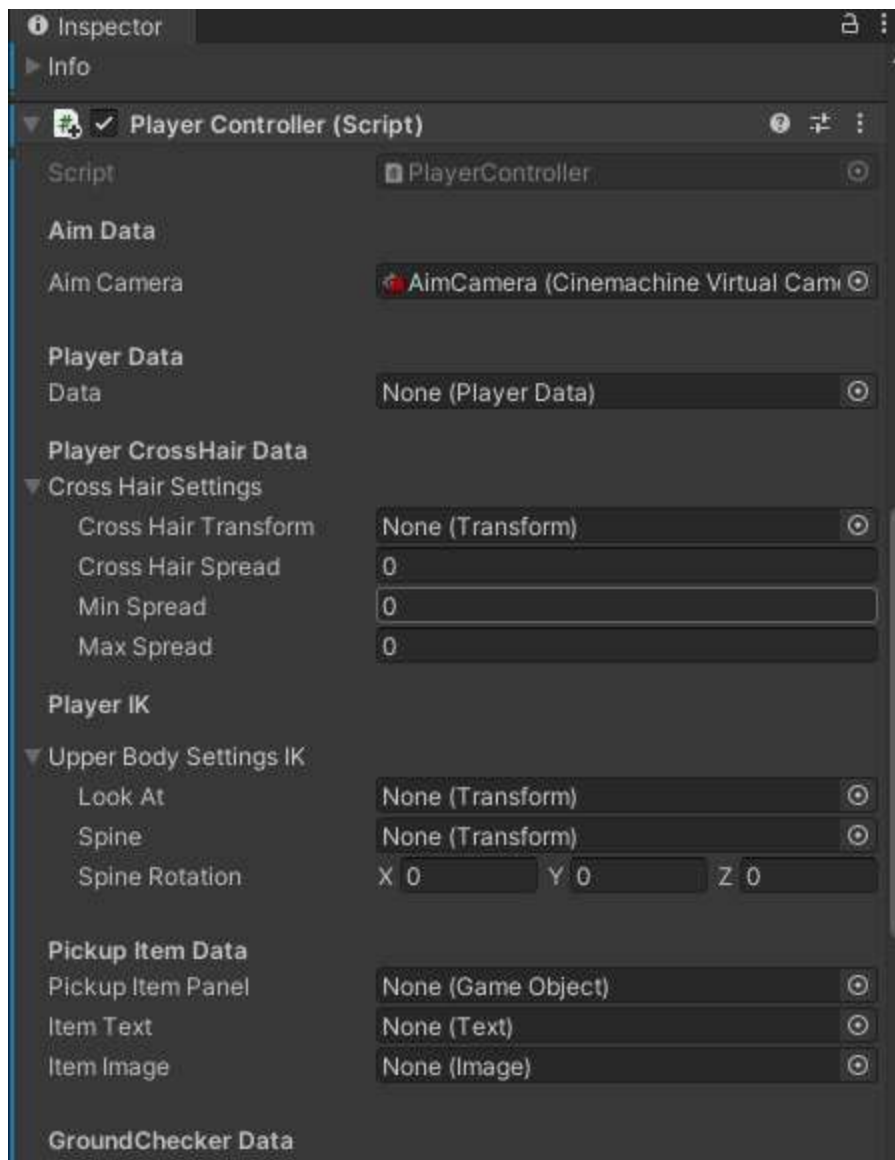 Inspector
Info
Player Controller (Script)
Script PlayerController
Aim Data
Aim Camera AimCamera (Cinemachine Virtual Cam
Player Data
Data None (Player Data)
Player CrossHair Data
Cross Hair Settings
Cross Hair Transform None (Transform)
Cross Hair Spread 0
Min Spread 0
Max Spread 0
Player IK
Upper Body Settings IK
Look At None (Transform)
Spine None (Transform)
Spine Rotation X 0 Y 0 Z 0
Pickup Item Data
Pickup Item Panel None (Game Object)
Item Text None (Text)
Item Image None (Image)
GroundChecker Data